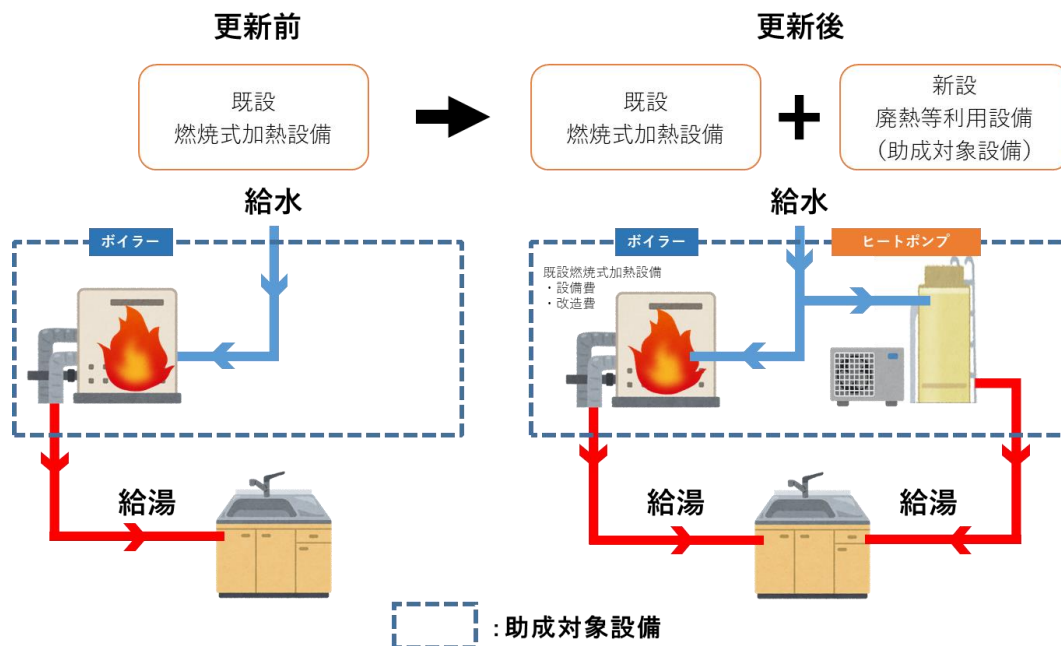 更新前
更新後
既設
燃焼式加熱設備
既設
燃焼式加熱設備
＋
新設
廃熱等利用設備
（助成対象設備）
給水
給水
ボイラー
ボイラー
ヒートポンプ
既設燃焼式加熱設備
・設備費
・改造費
給湯
給湯
給湯
：助成対象設備